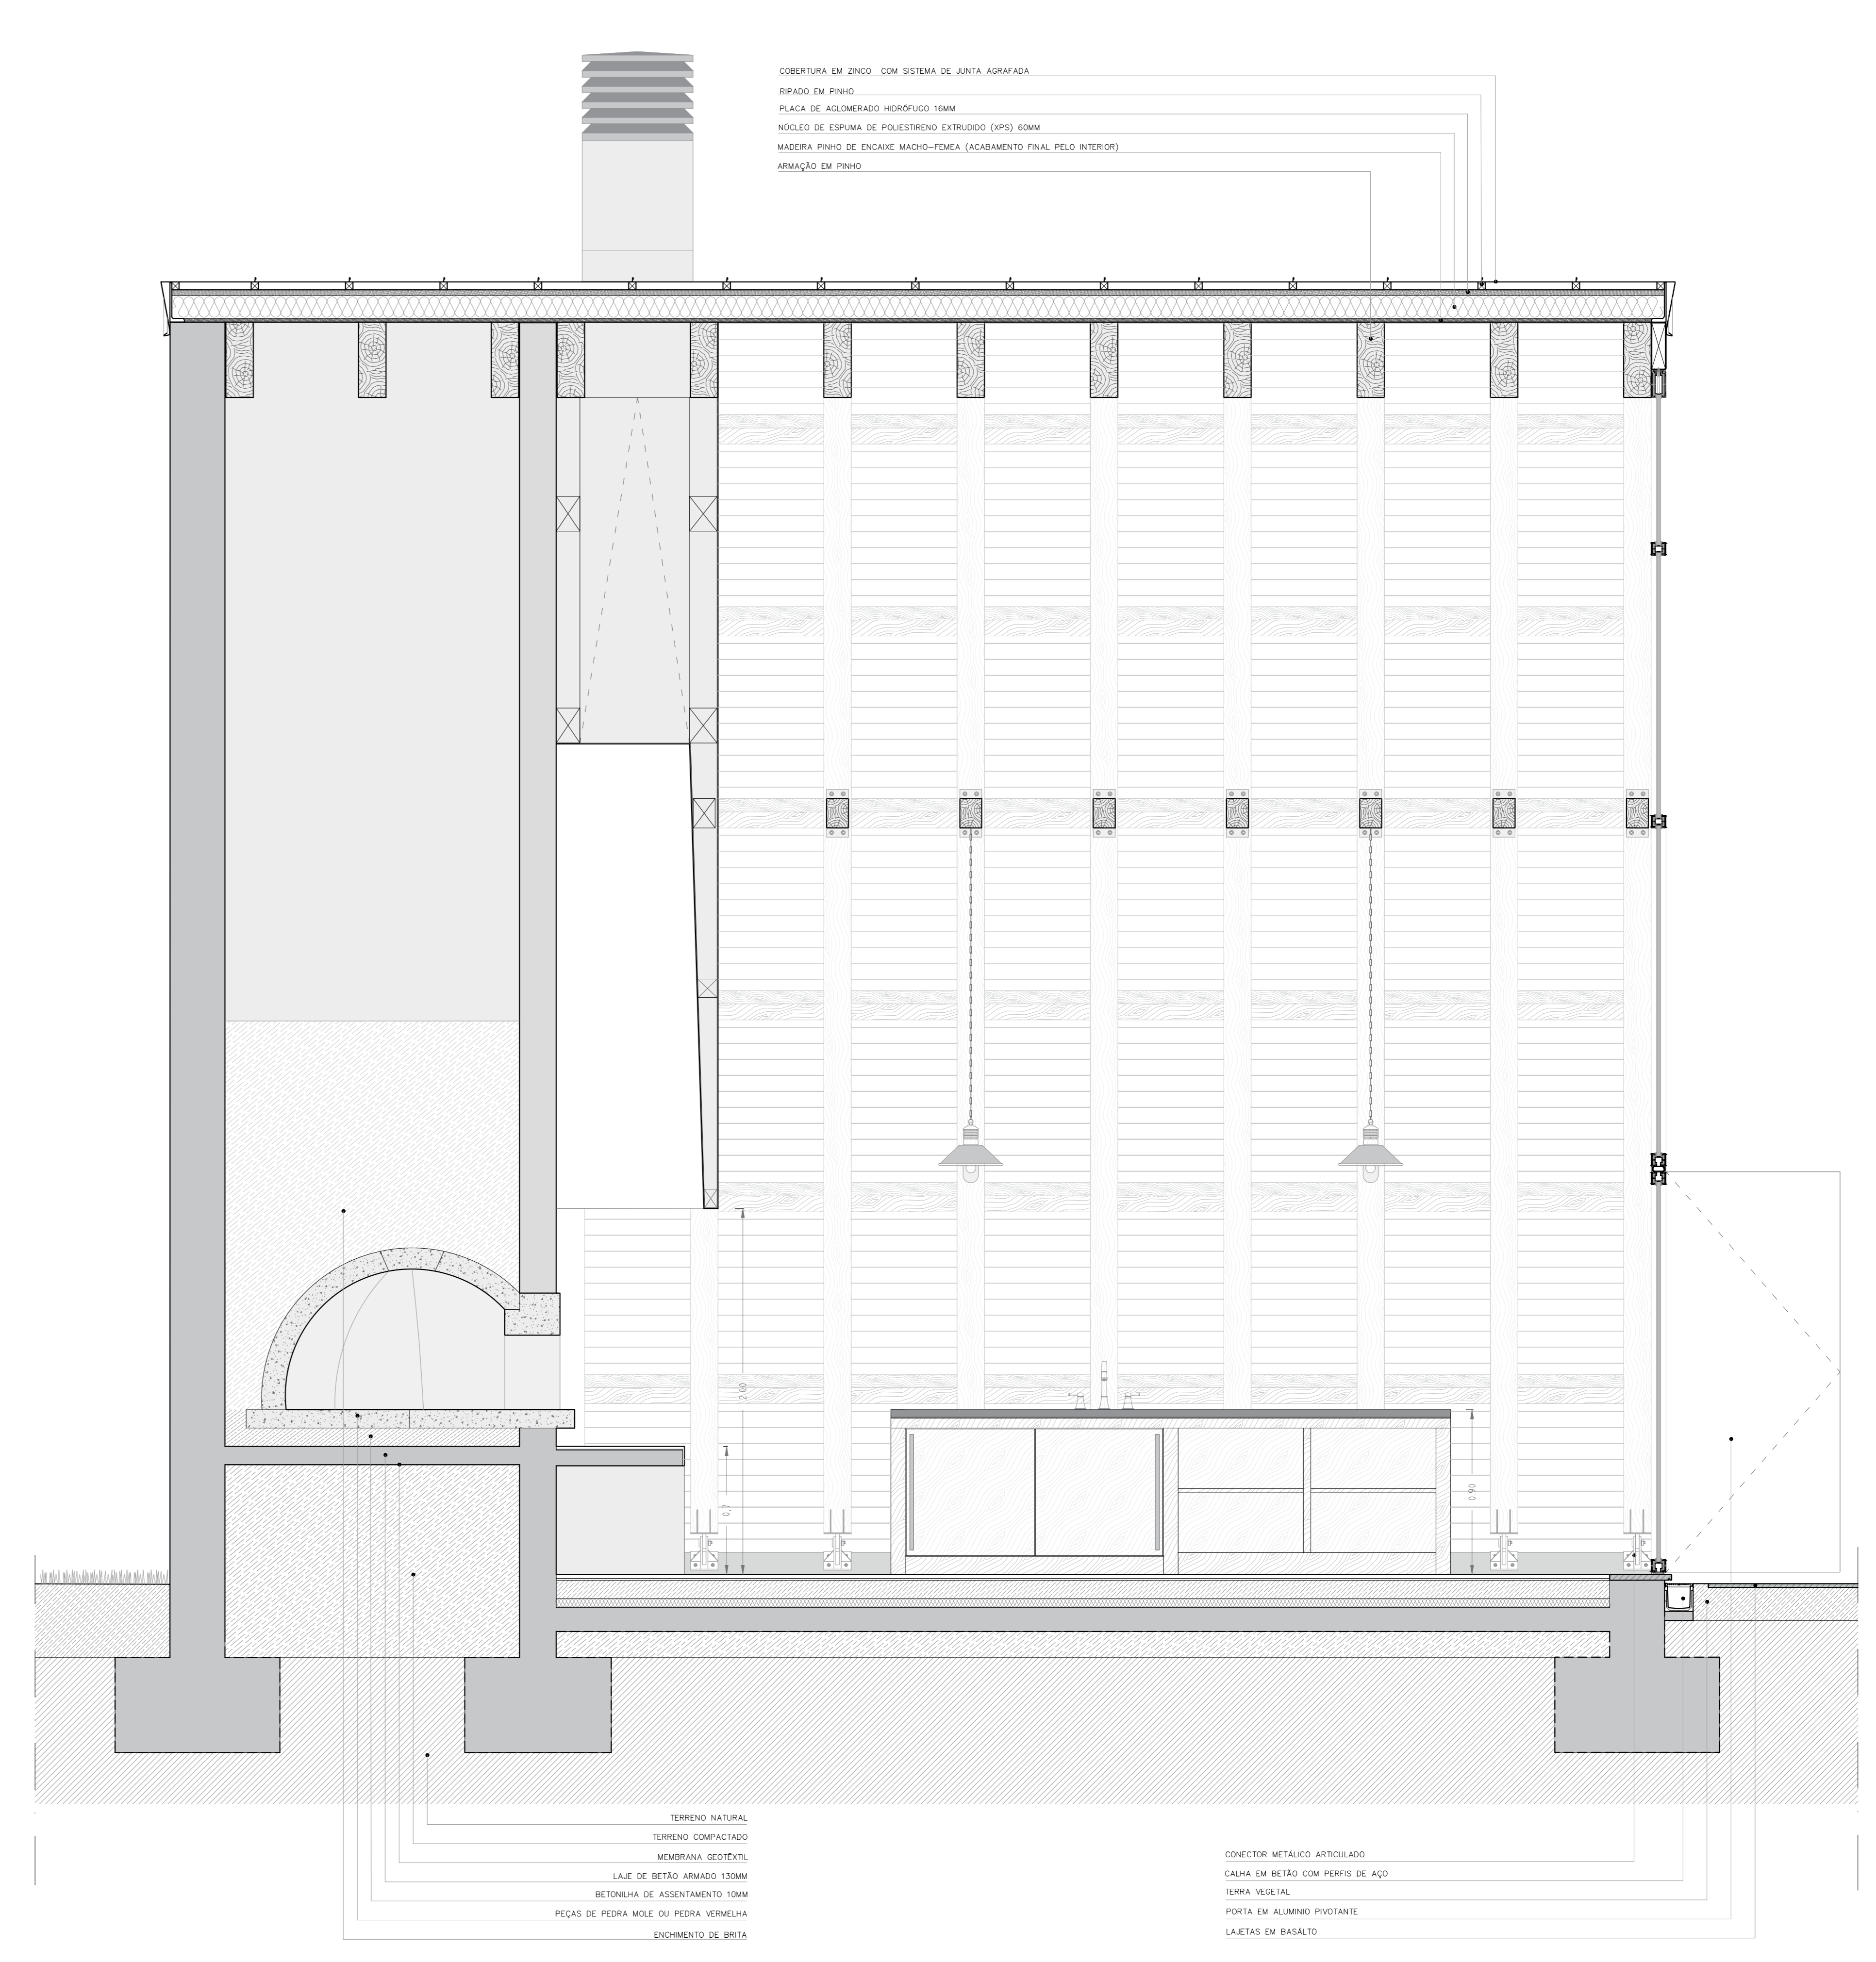 COBERTURA EM ZINCO COM SISTEMA DE JUNTA AGRAFADA
RIPADO EM PINHO
PLACA DE AGLOMERADO HIDRÓFUGO 16MM
NÚCLEO DE ESPUMA DE POLIESTIRENO EXTRUDIDO (XPS) 60MM
MADEIRA PINHO DE ENCAIXE MACHO-FEMEA (ACABAMENTO FINAL PELO INTERIOR)
ARMAÇÃO EM PINHO
2.00
0,7
0.90
TERRENO NATURAL
TERRENO COMPACTADO
MEMBRANA GEOTÊXTIL
LAJE DE BETÃO ARMADO 130MM
BETONILHA DE ASSENTAMENTO 10MM
PEÇAS DE PEDRA MOLE OU PEDRA VERMELHA
ENCHIMENTO DE BRITA
CONECTOR METÁLICO ARTICULADO
CALHA EM BETÃO COM PERFIS DE AÇO
TERRA VEGETAL
PORTA EM ALUMINIO PIVOTANTE
LAJETAS EM BASÁLTO